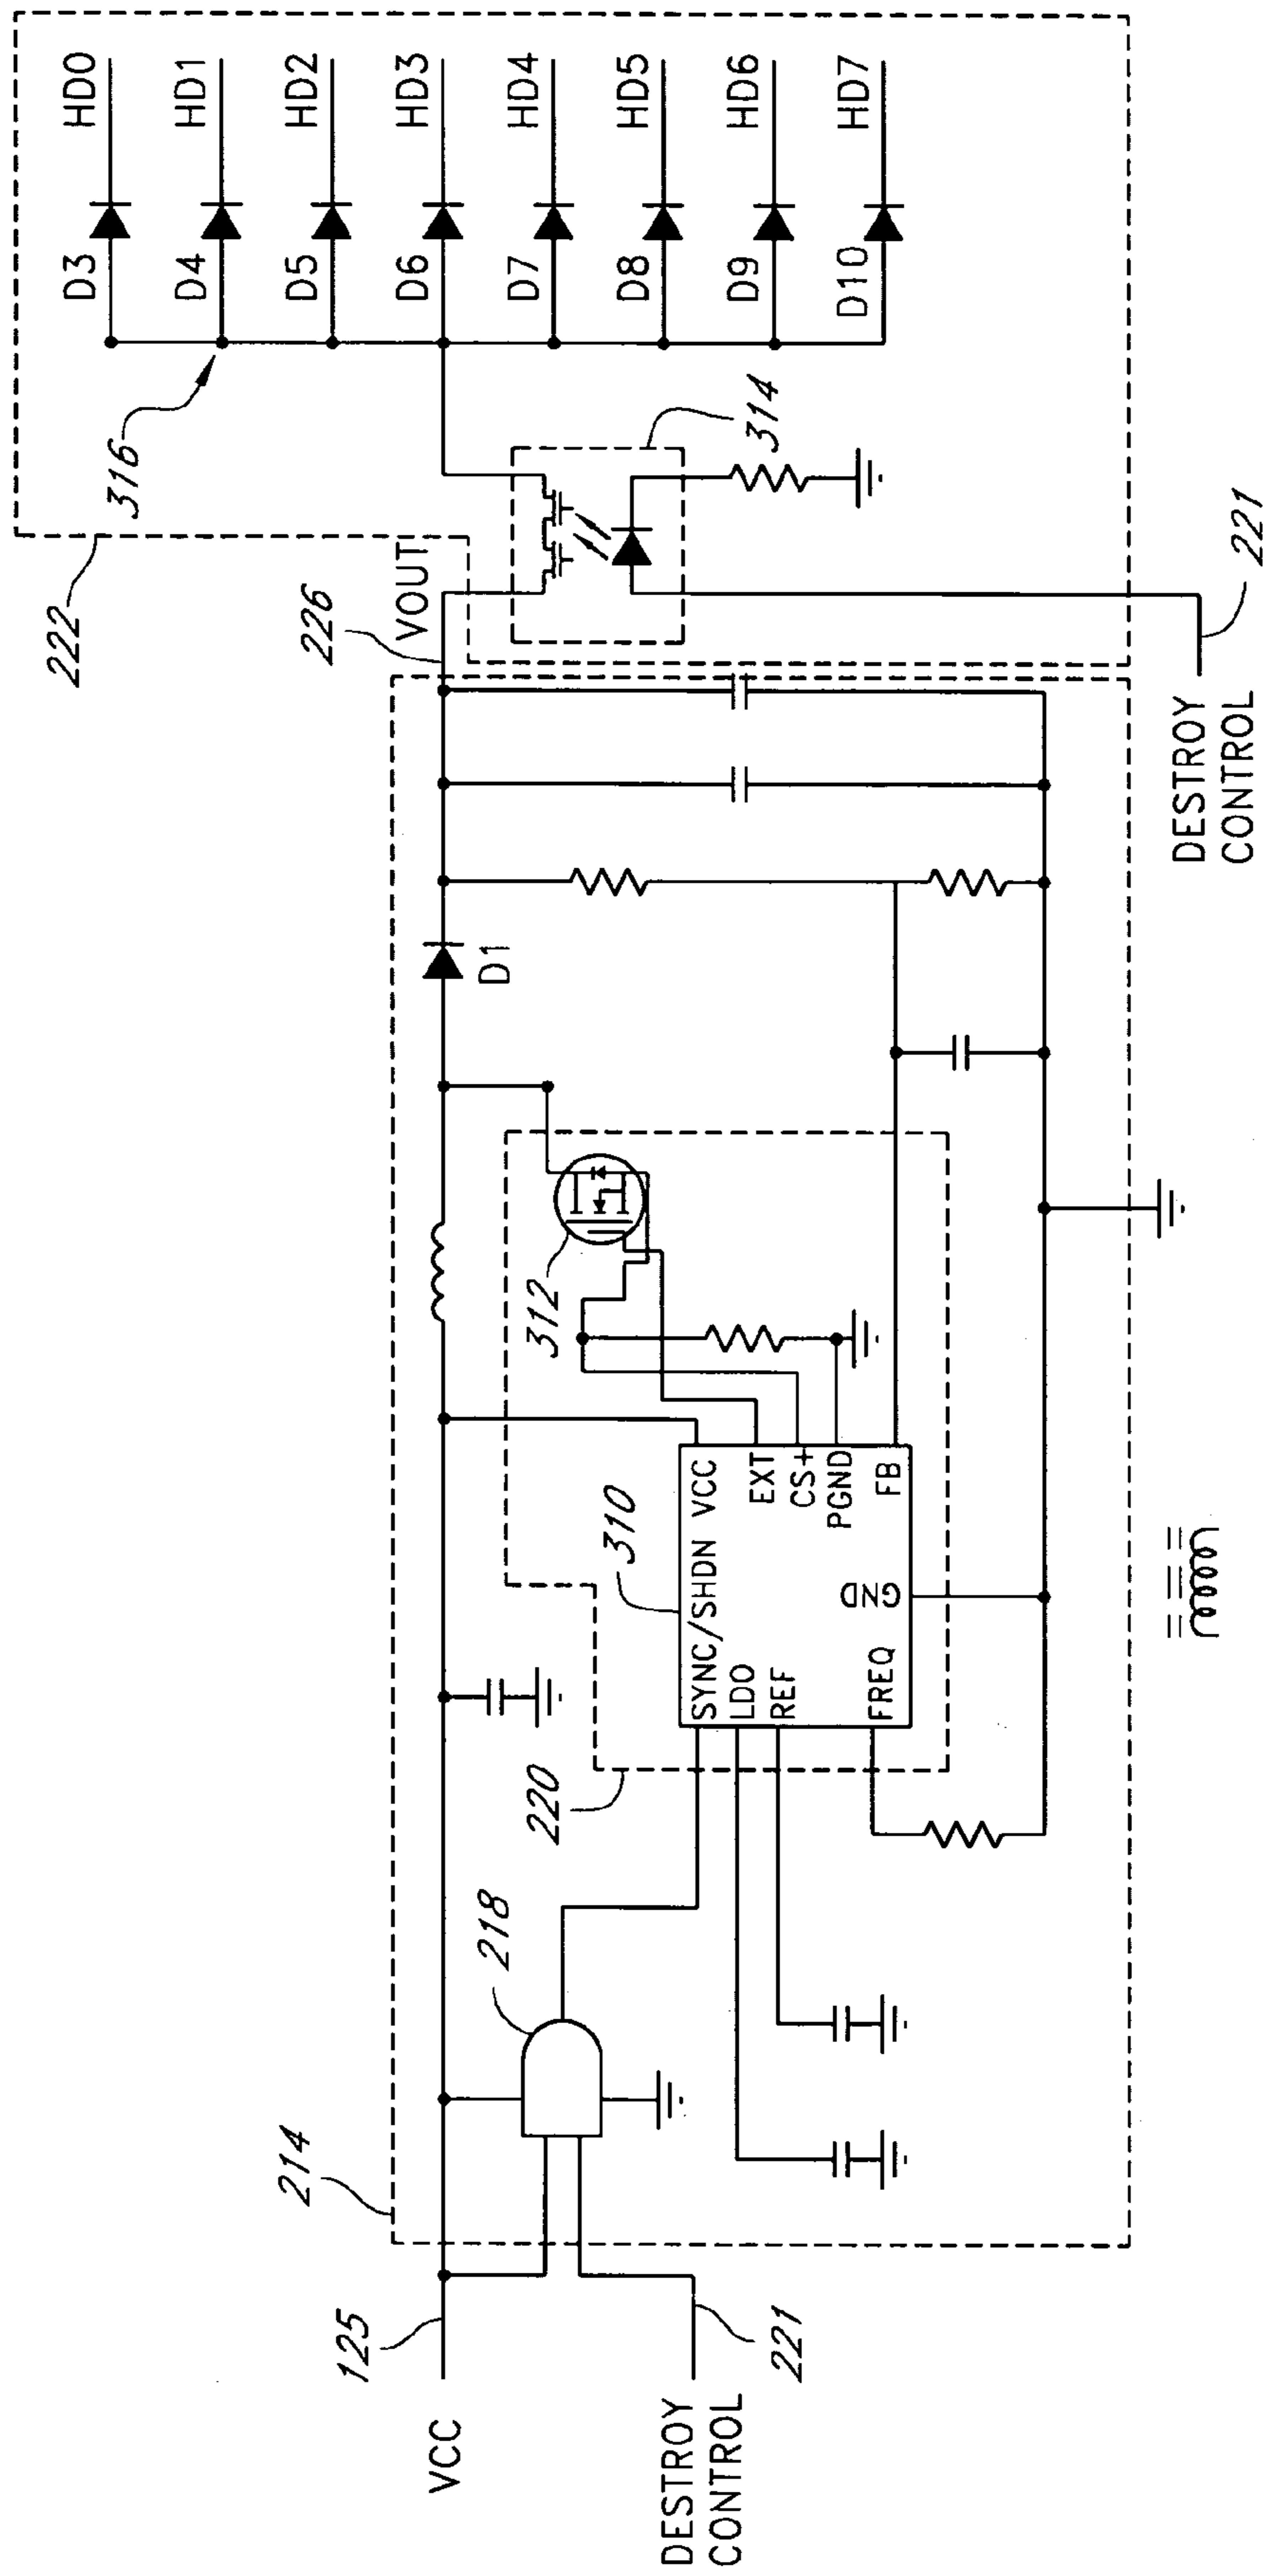 222
316
D3
HD0
D4
HD1
D5
HD2
D6
HD3
D7
HD4
D8
HD5
D9
HD6
D10
HD7
214
125
VCC
226
VOUT
D1
218
220
312
314
310
SYNC/SHDN
VCC
LDO
EXT
REF
CS+
PGND
FREQ
GND
FB
DESTROY
CONTROL
221
DESTROY
CONTROL
221